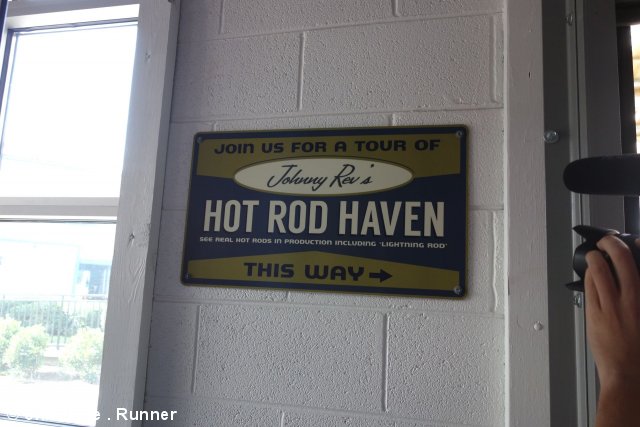 JOIN US FOR A TOUR OF
Johnny Rev's
HOT ROD HAVEN
SEE REAL HOT RODS IN PRODUCTION INCLUDING 'LIGHTNING ROD'
THIS WAY →
. Runner